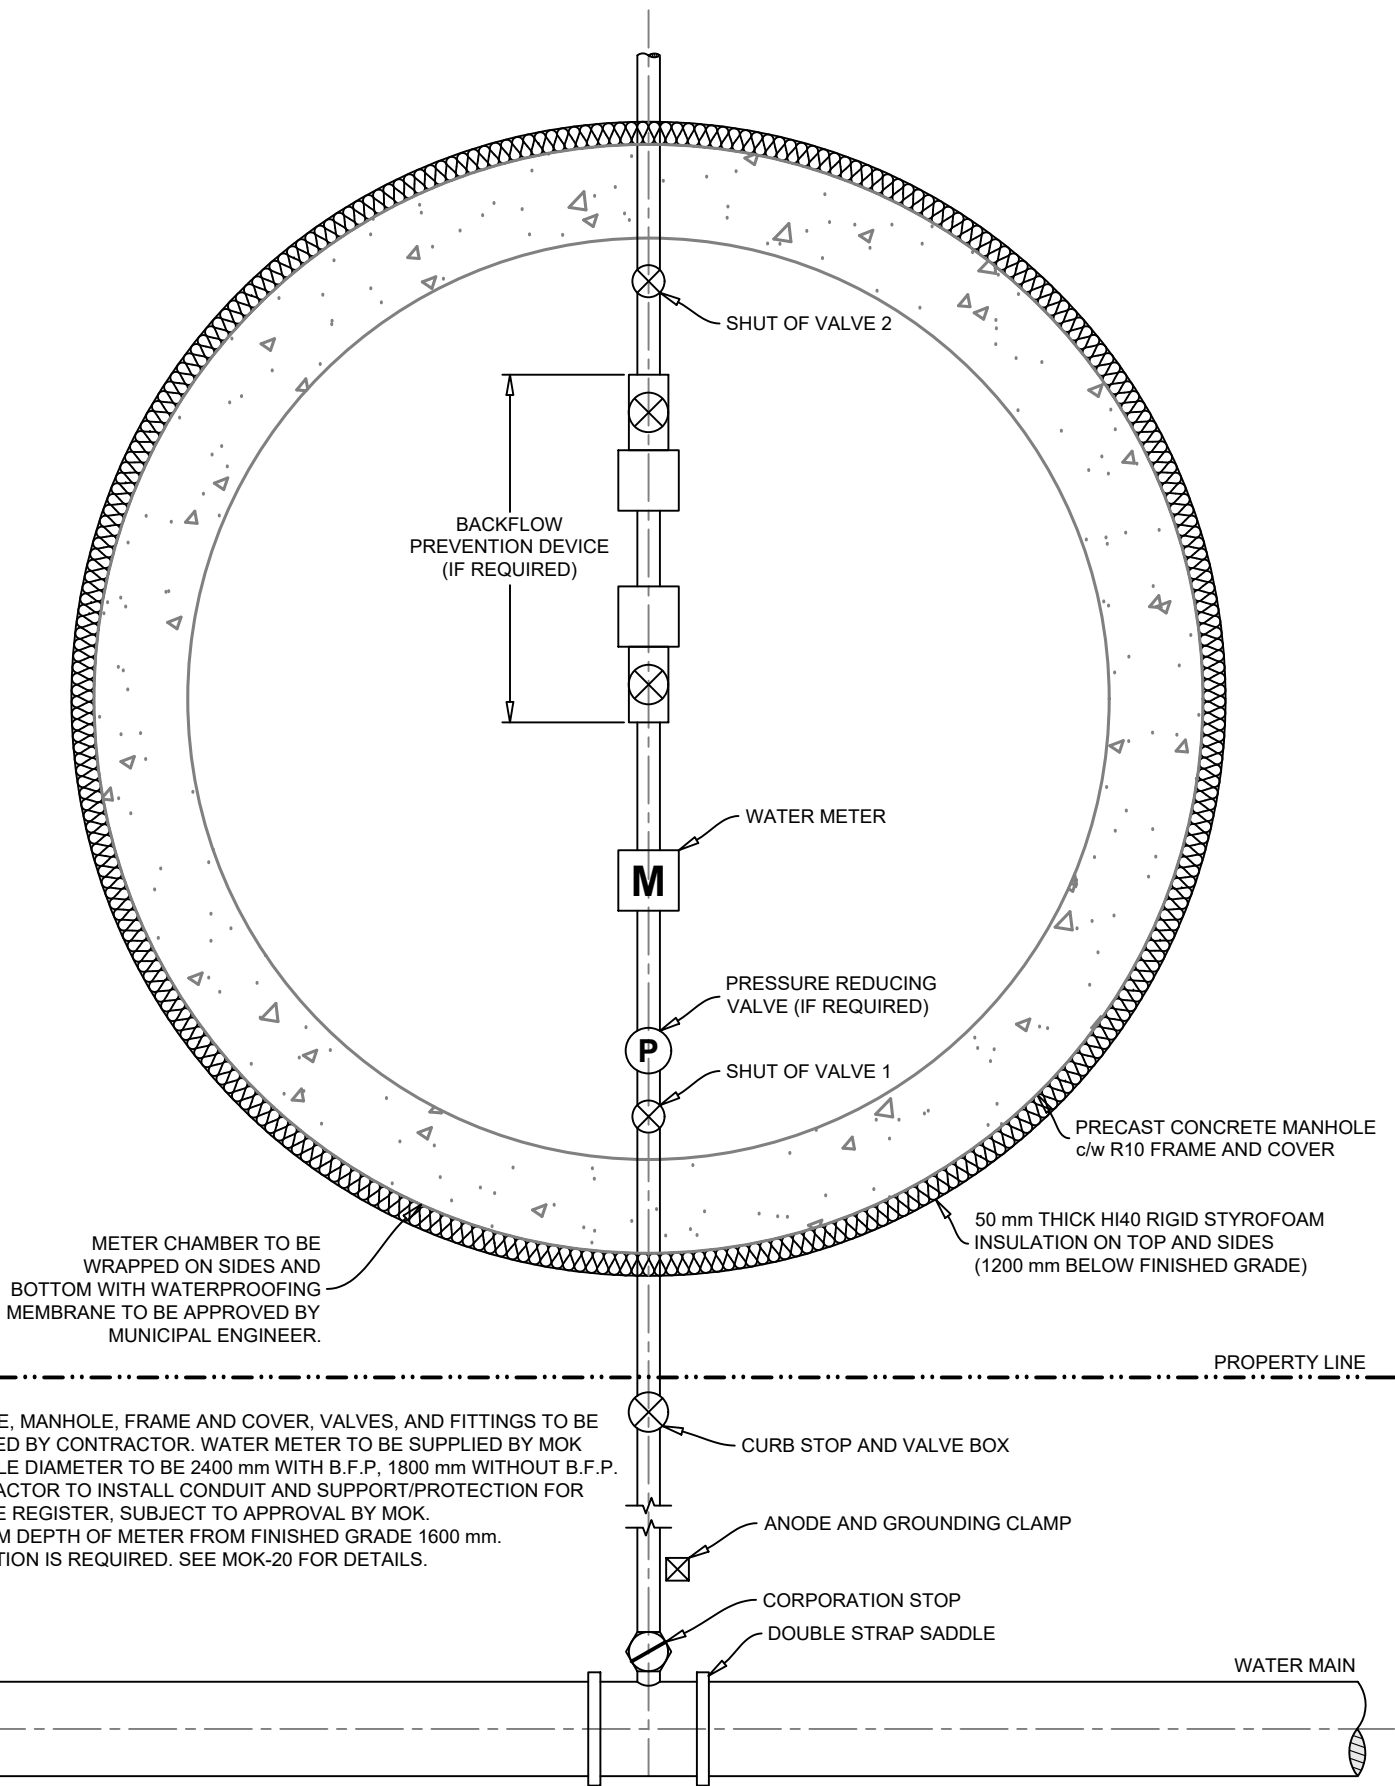 SHUT OF VALVE 2
BACKFLOW
PREVENTION DEVICE
(IF REQUIRED)
WATER METER
M
PRESSURE REDUCING
VALVE (IF REQUIRED)
P
SHUT OF VALVE 1
PRECAST CONCRETE MANHOLE
c/w R10 FRAME AND COVER
50 mm THICK HI40 RIGID STYROFOAM
INSULATION ON TOP AND SIDES
(1200 mm BELOW FINISHED GRADE)
METER CHAMBER TO BE
WRAPPED ON SIDES AND
BOTTOM WITH WATERPROOFING
MEMBRANE TO BE APPROVED BY
MUNICIPAL ENGINEER.
PROPERTY LINE
E, MANHOLE, FRAME AND COVER, VALVES, AND FITTINGS TO BE
ED BY CONTRACTOR. WATER METER TO BE SUPPLIED BY MOK
LE DIAMETER TO BE 2400 mm WITH B.F.P, 1800 mm WITHOUT B.F.P.
ACTOR TO INSTALL CONDUIT AND SUPPORT/PROTECTION FOR
E REGISTER, SUBJECT TO APPROVAL BY MOK.
M DEPTH OF METER FROM FINISHED GRADE 1600 mm.
TION IS REQUIRED. SEE MOK-20 FOR DETAILS.
CURB STOP AND VALVE BOX
ANODE AND GROUNDING CLAMP
CORPORATION STOP
DOUBLE STRAP SADDLE
WATER MAIN